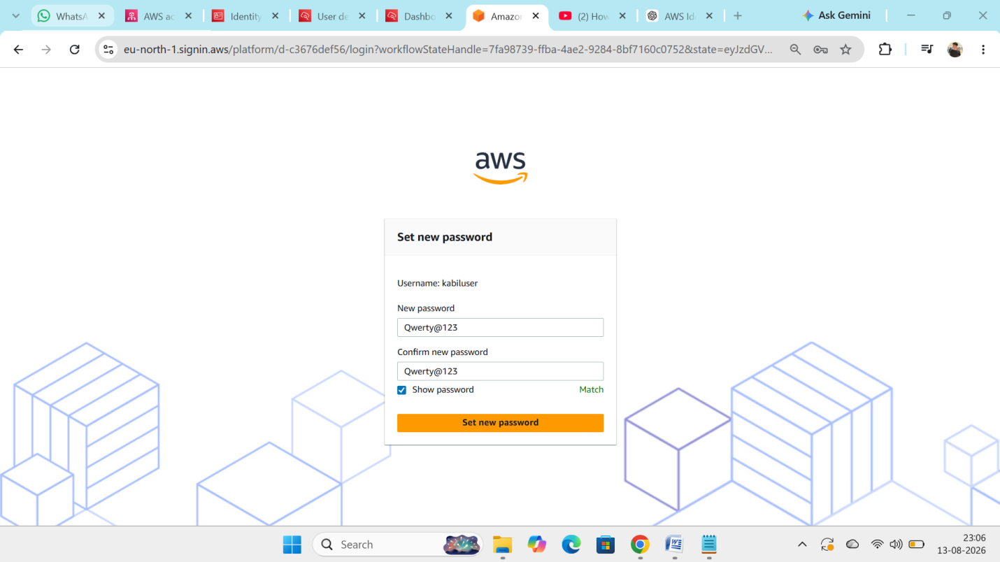 WhatsA
AWS ac
Identity
User de
Dashbo
Amazon
(2) How
AWS Id
Ask Gemini
eu-north-1.signin.aws/platform/d-c3676def56/login?workflowStateHandle=7fa98739-ffba-4ae2-9284-8bf7160c0752&state=eyJzdGV...
aws
Set new password
Username: kabiluser
New password
Qwerty@123
Confirm new password
Qwerty@123
Show password
Match
Set new password
Search
23:06
13-08-2026